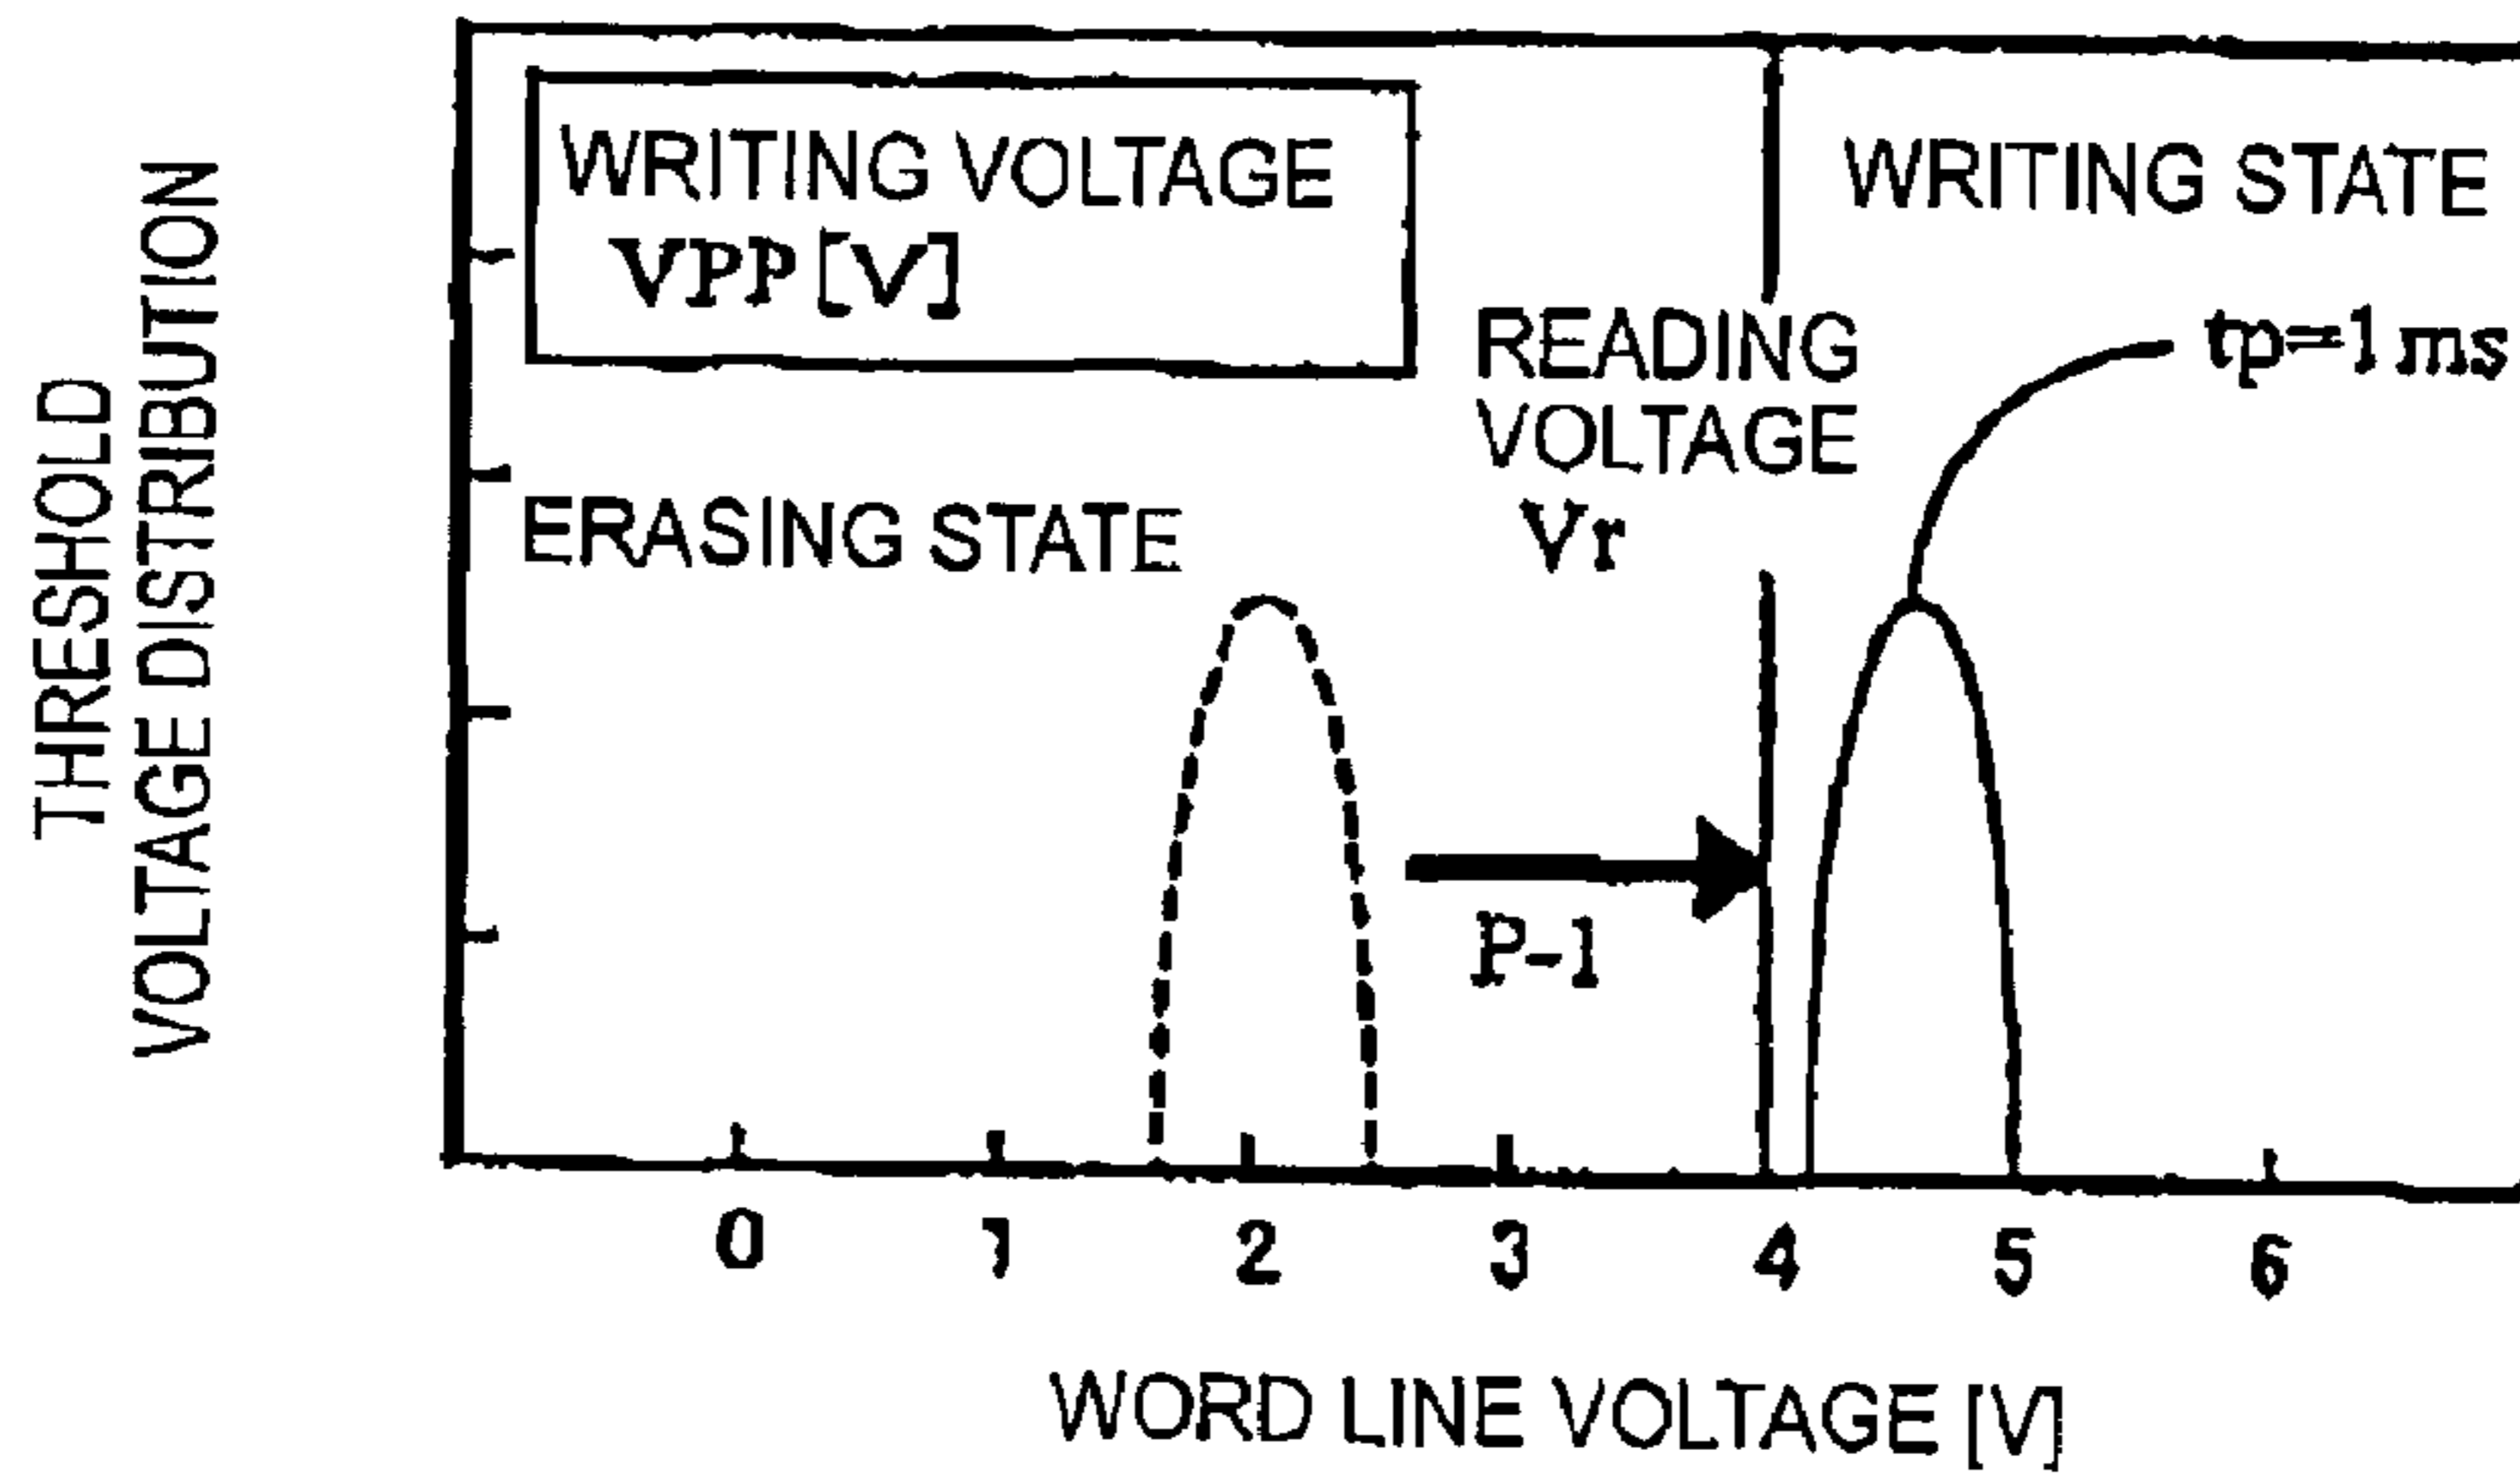 THRESHOLD
VOLTAGE DISTRIBUTION
WRITING VOLTAGE
VPP [V]
WRITING STATE
READING
VOLTAGE
Vr
tp=1ms
ERASING STATE
P-1
0 1 2 3 4 5 6
WORD LINE VOLTAGE [V]